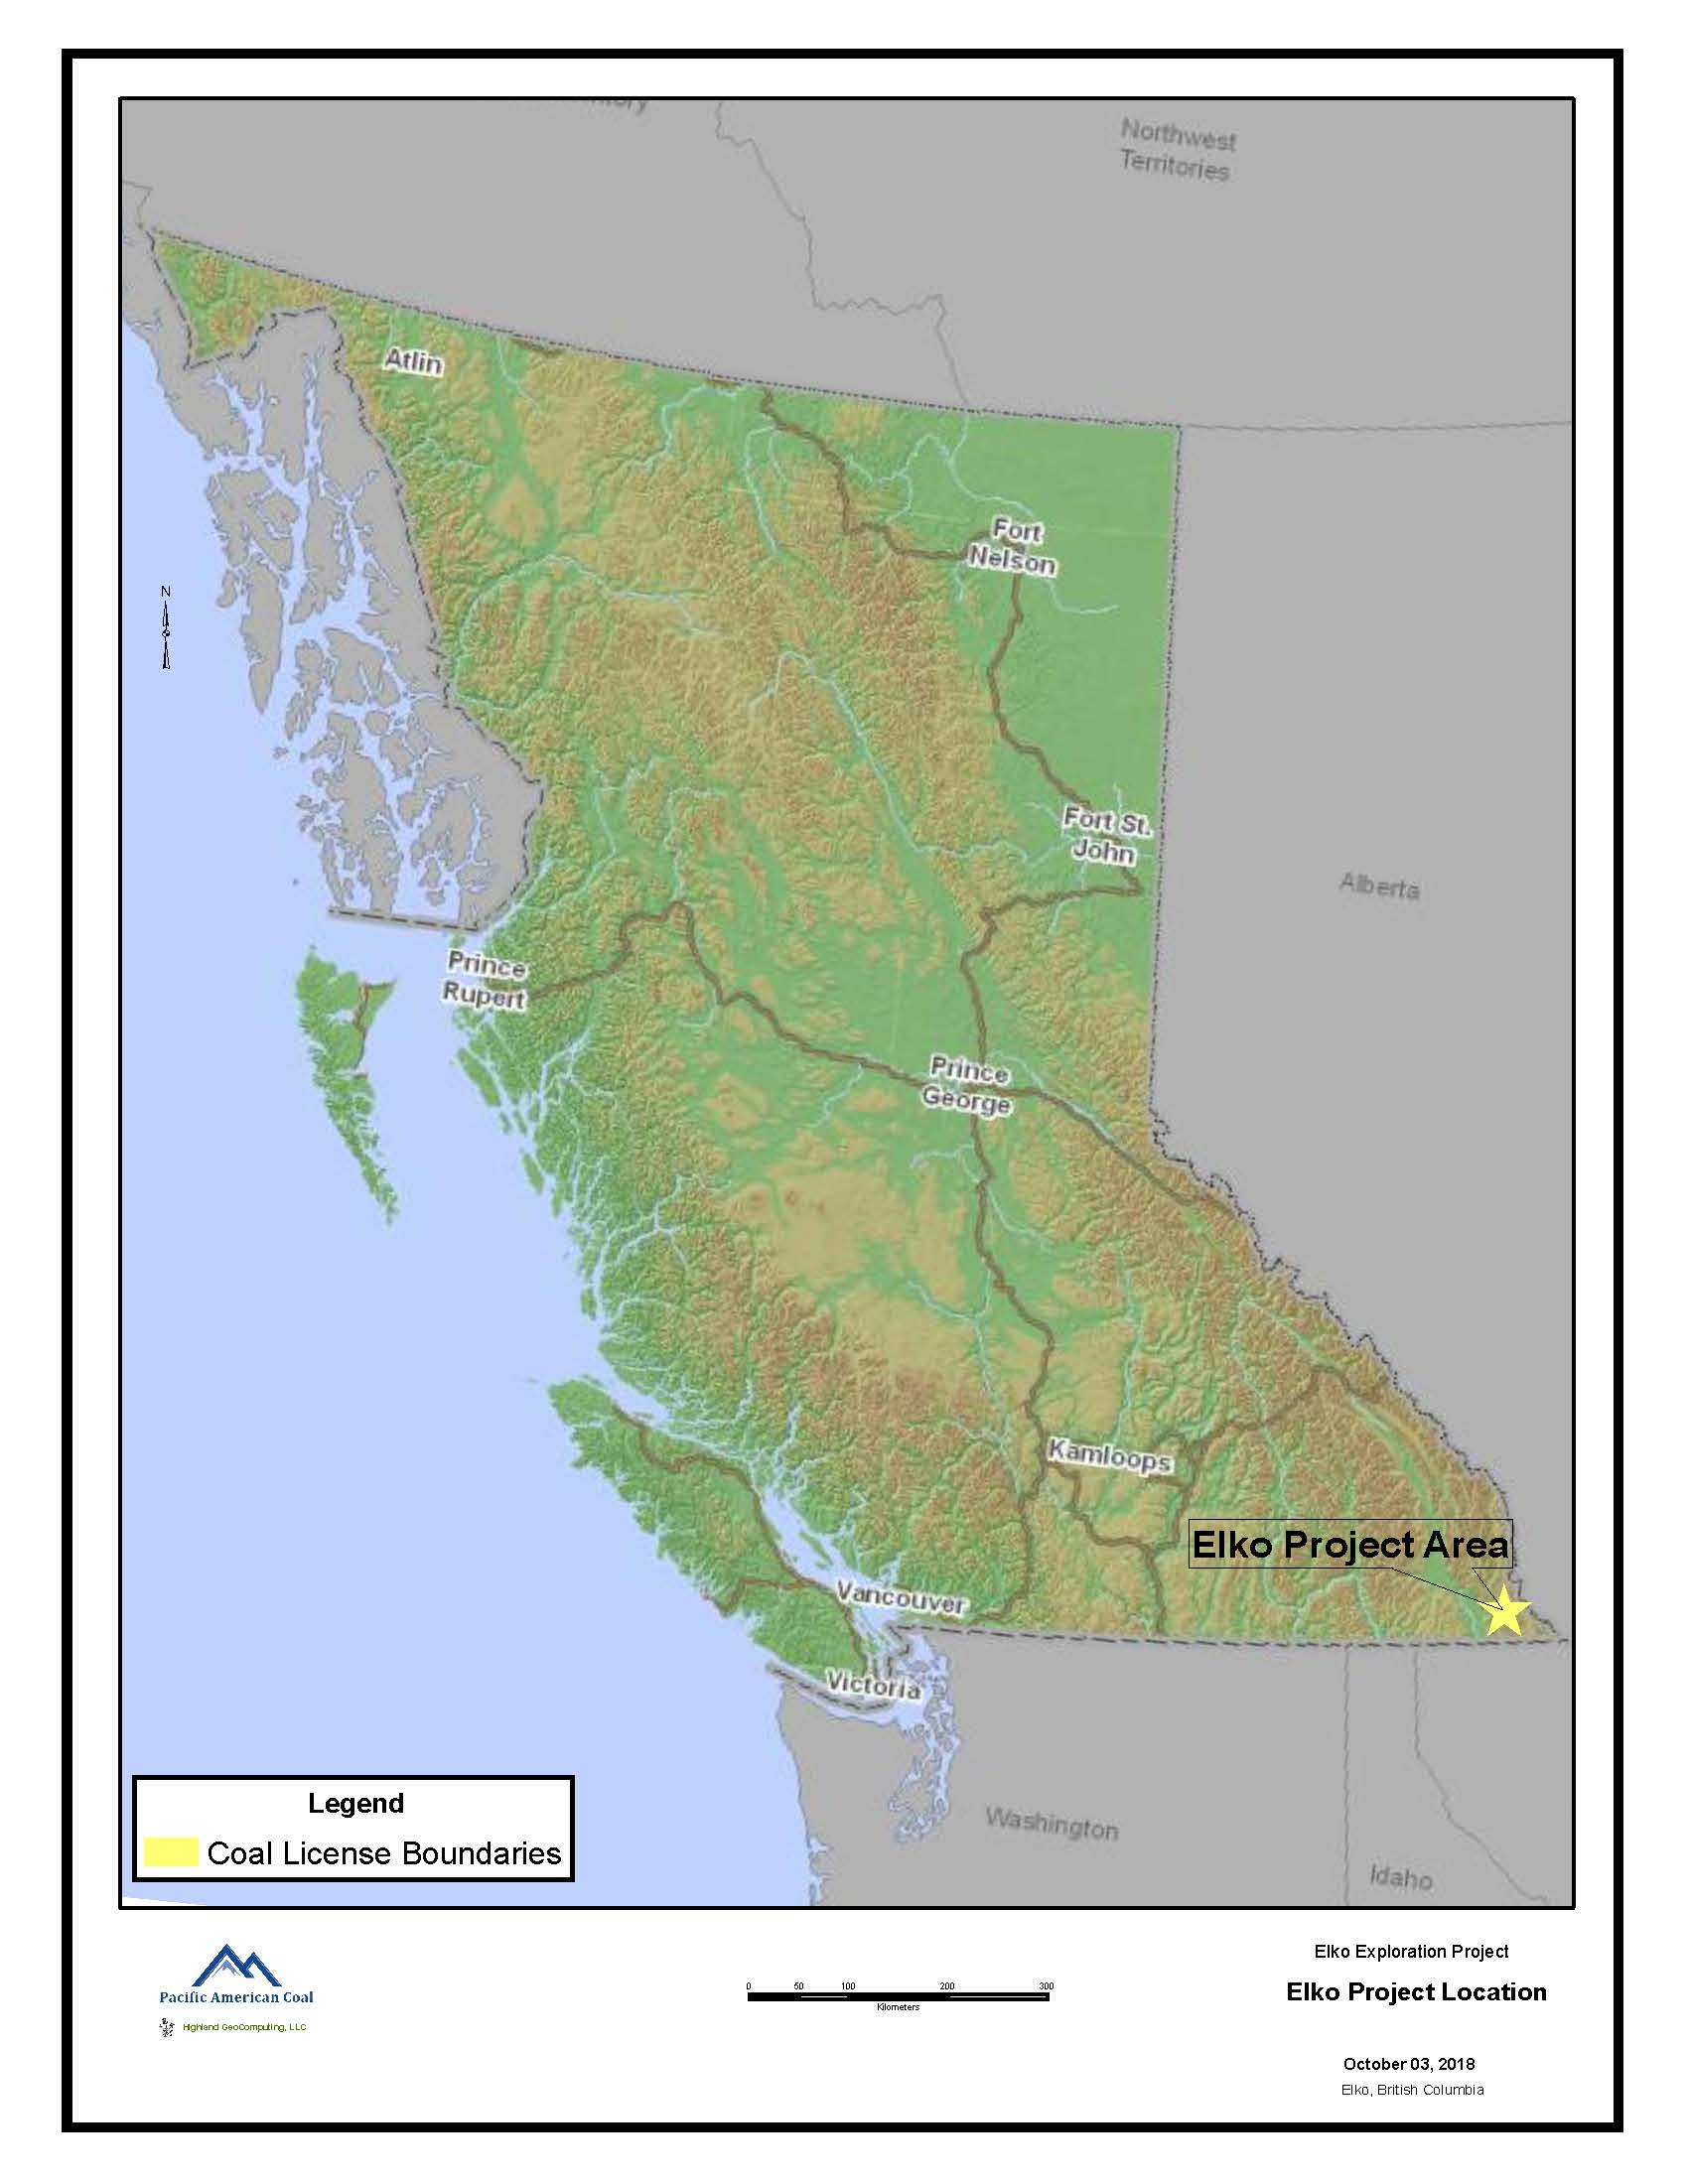 Northwest
Territories
Atlin
N
Fort
Nelson
Fort St.
John
Alberta
Prince
Rupert
Prince
George
Kamloops
Elko Project Area
Vancouver
Victoria
Washington
Idaho
Legend
Coal License Boundaries
Pacific American Coal
Highland GeoComputing, LLC
0 50 100 200 300
Kilometers
Elko Exploration Project
Elko Project Location
October 03, 2018
Elko, British Columbia